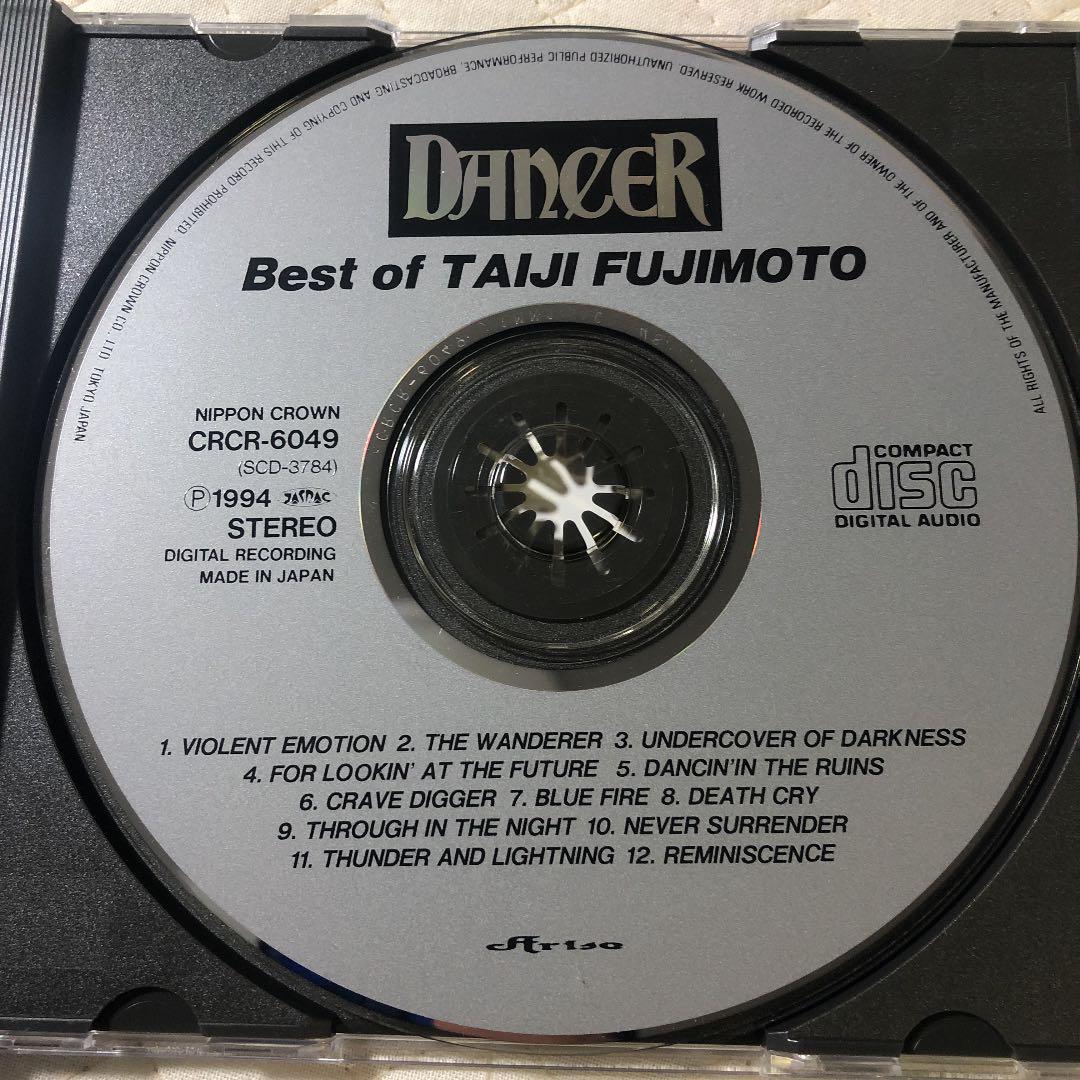 ALL RIGHTS OF THE MANUFACTURER AND OF THE OWNER OF THE RECORDED WORK RESERVED. UNAUTHORIZED PUBLIC PERFORMANCE, BROADCASTING AND COPYING OF THIS RECORD PROHIBITED. NIPPON CROWN CO., LTD. TOKYO JAPAN
DANCER
Best of TAIJI FUJIMOTO
NIPPON CROWN
CRCR-6049
(SCD-3784)
Ⓟ1994 JASRAC
STEREO
DIGITAL RECORDING
MADE IN JAPAN
COMPACT
disc
DIGITAL AUDIO
1. VIOLENT EMOTION 2. THE WANDERER 3. UNDERCOVER OF DARKNESS
4. FOR LOOKIN' AT THE FUTURE 5. DANCIN'IN THE RUINS
6. CRAVE DIGGER 7. BLUE FIRE 8. DEATH CRY
9. THROUGH IN THE NIGHT 10. NEVER SURRENDER
11. THUNDER AND LIGHTNING 12. REMINISCENCE